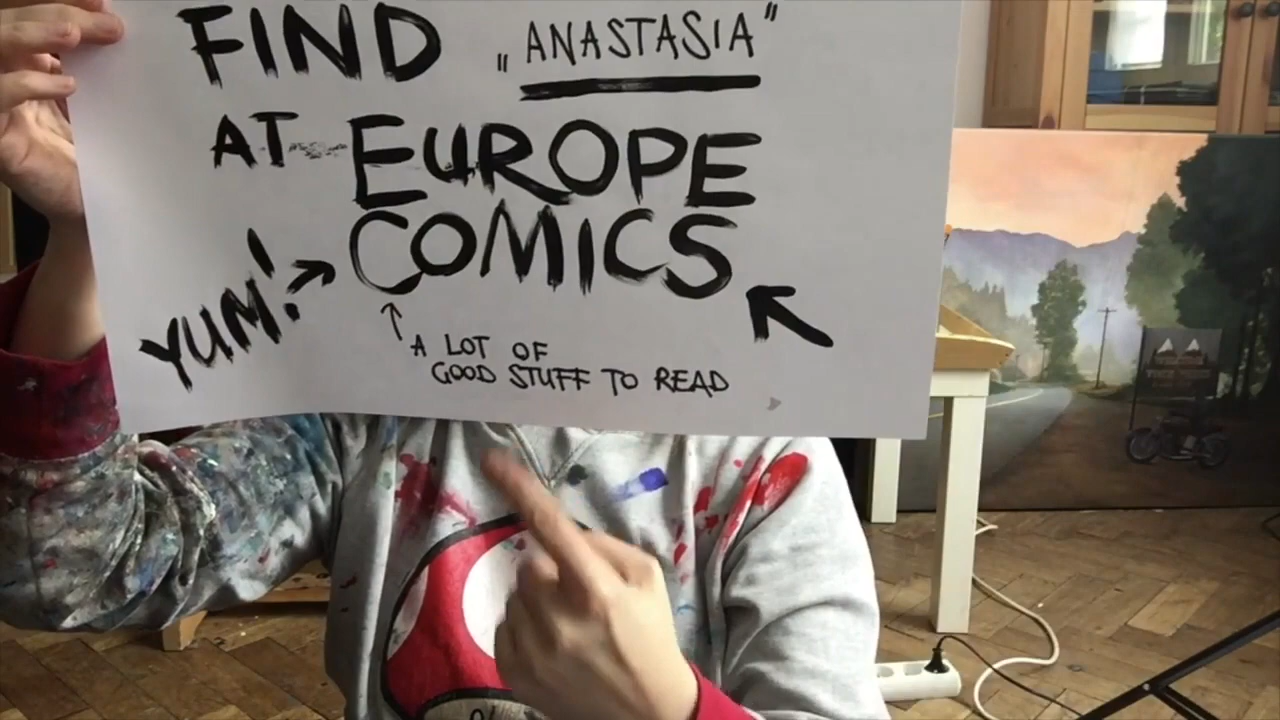 FIND „ANASTASIA”
AT EUROPE
COMICS
YUM!
A LOT OF
GOOD STUFF TO READ